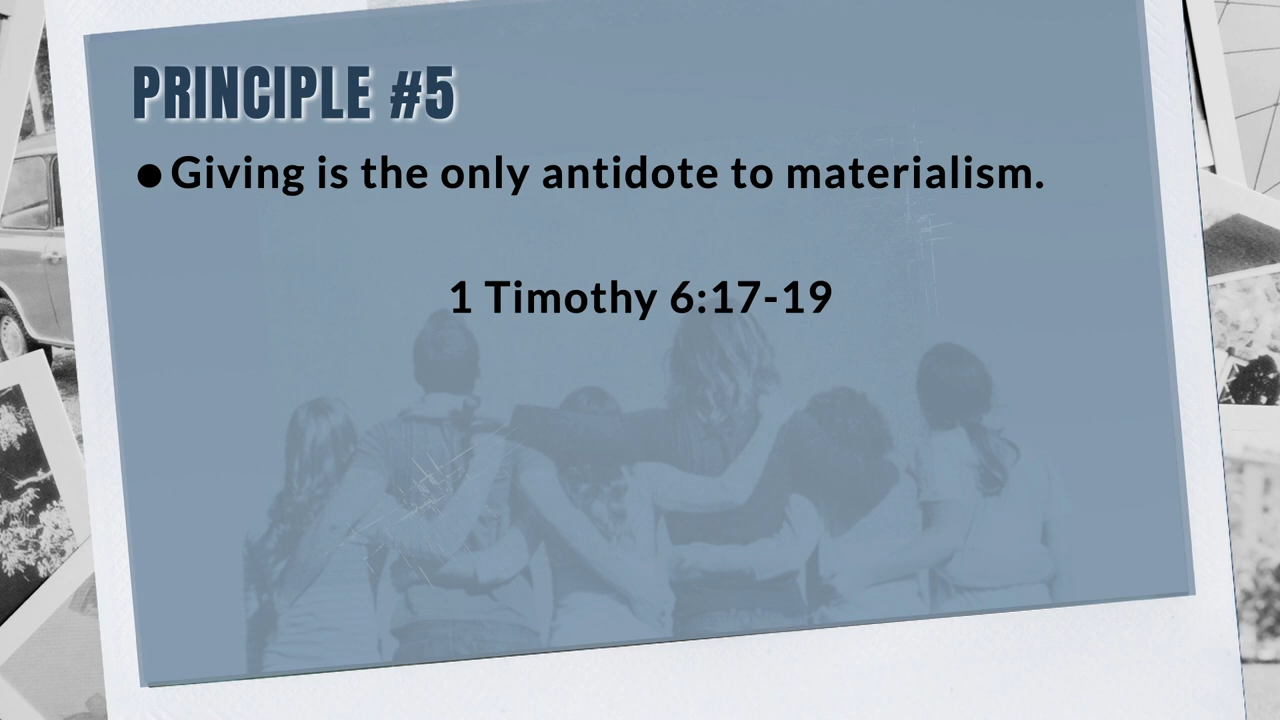 PRINCIPLE #5
● Giving is the only antidote to materialism.
1 Timothy 6:17-19